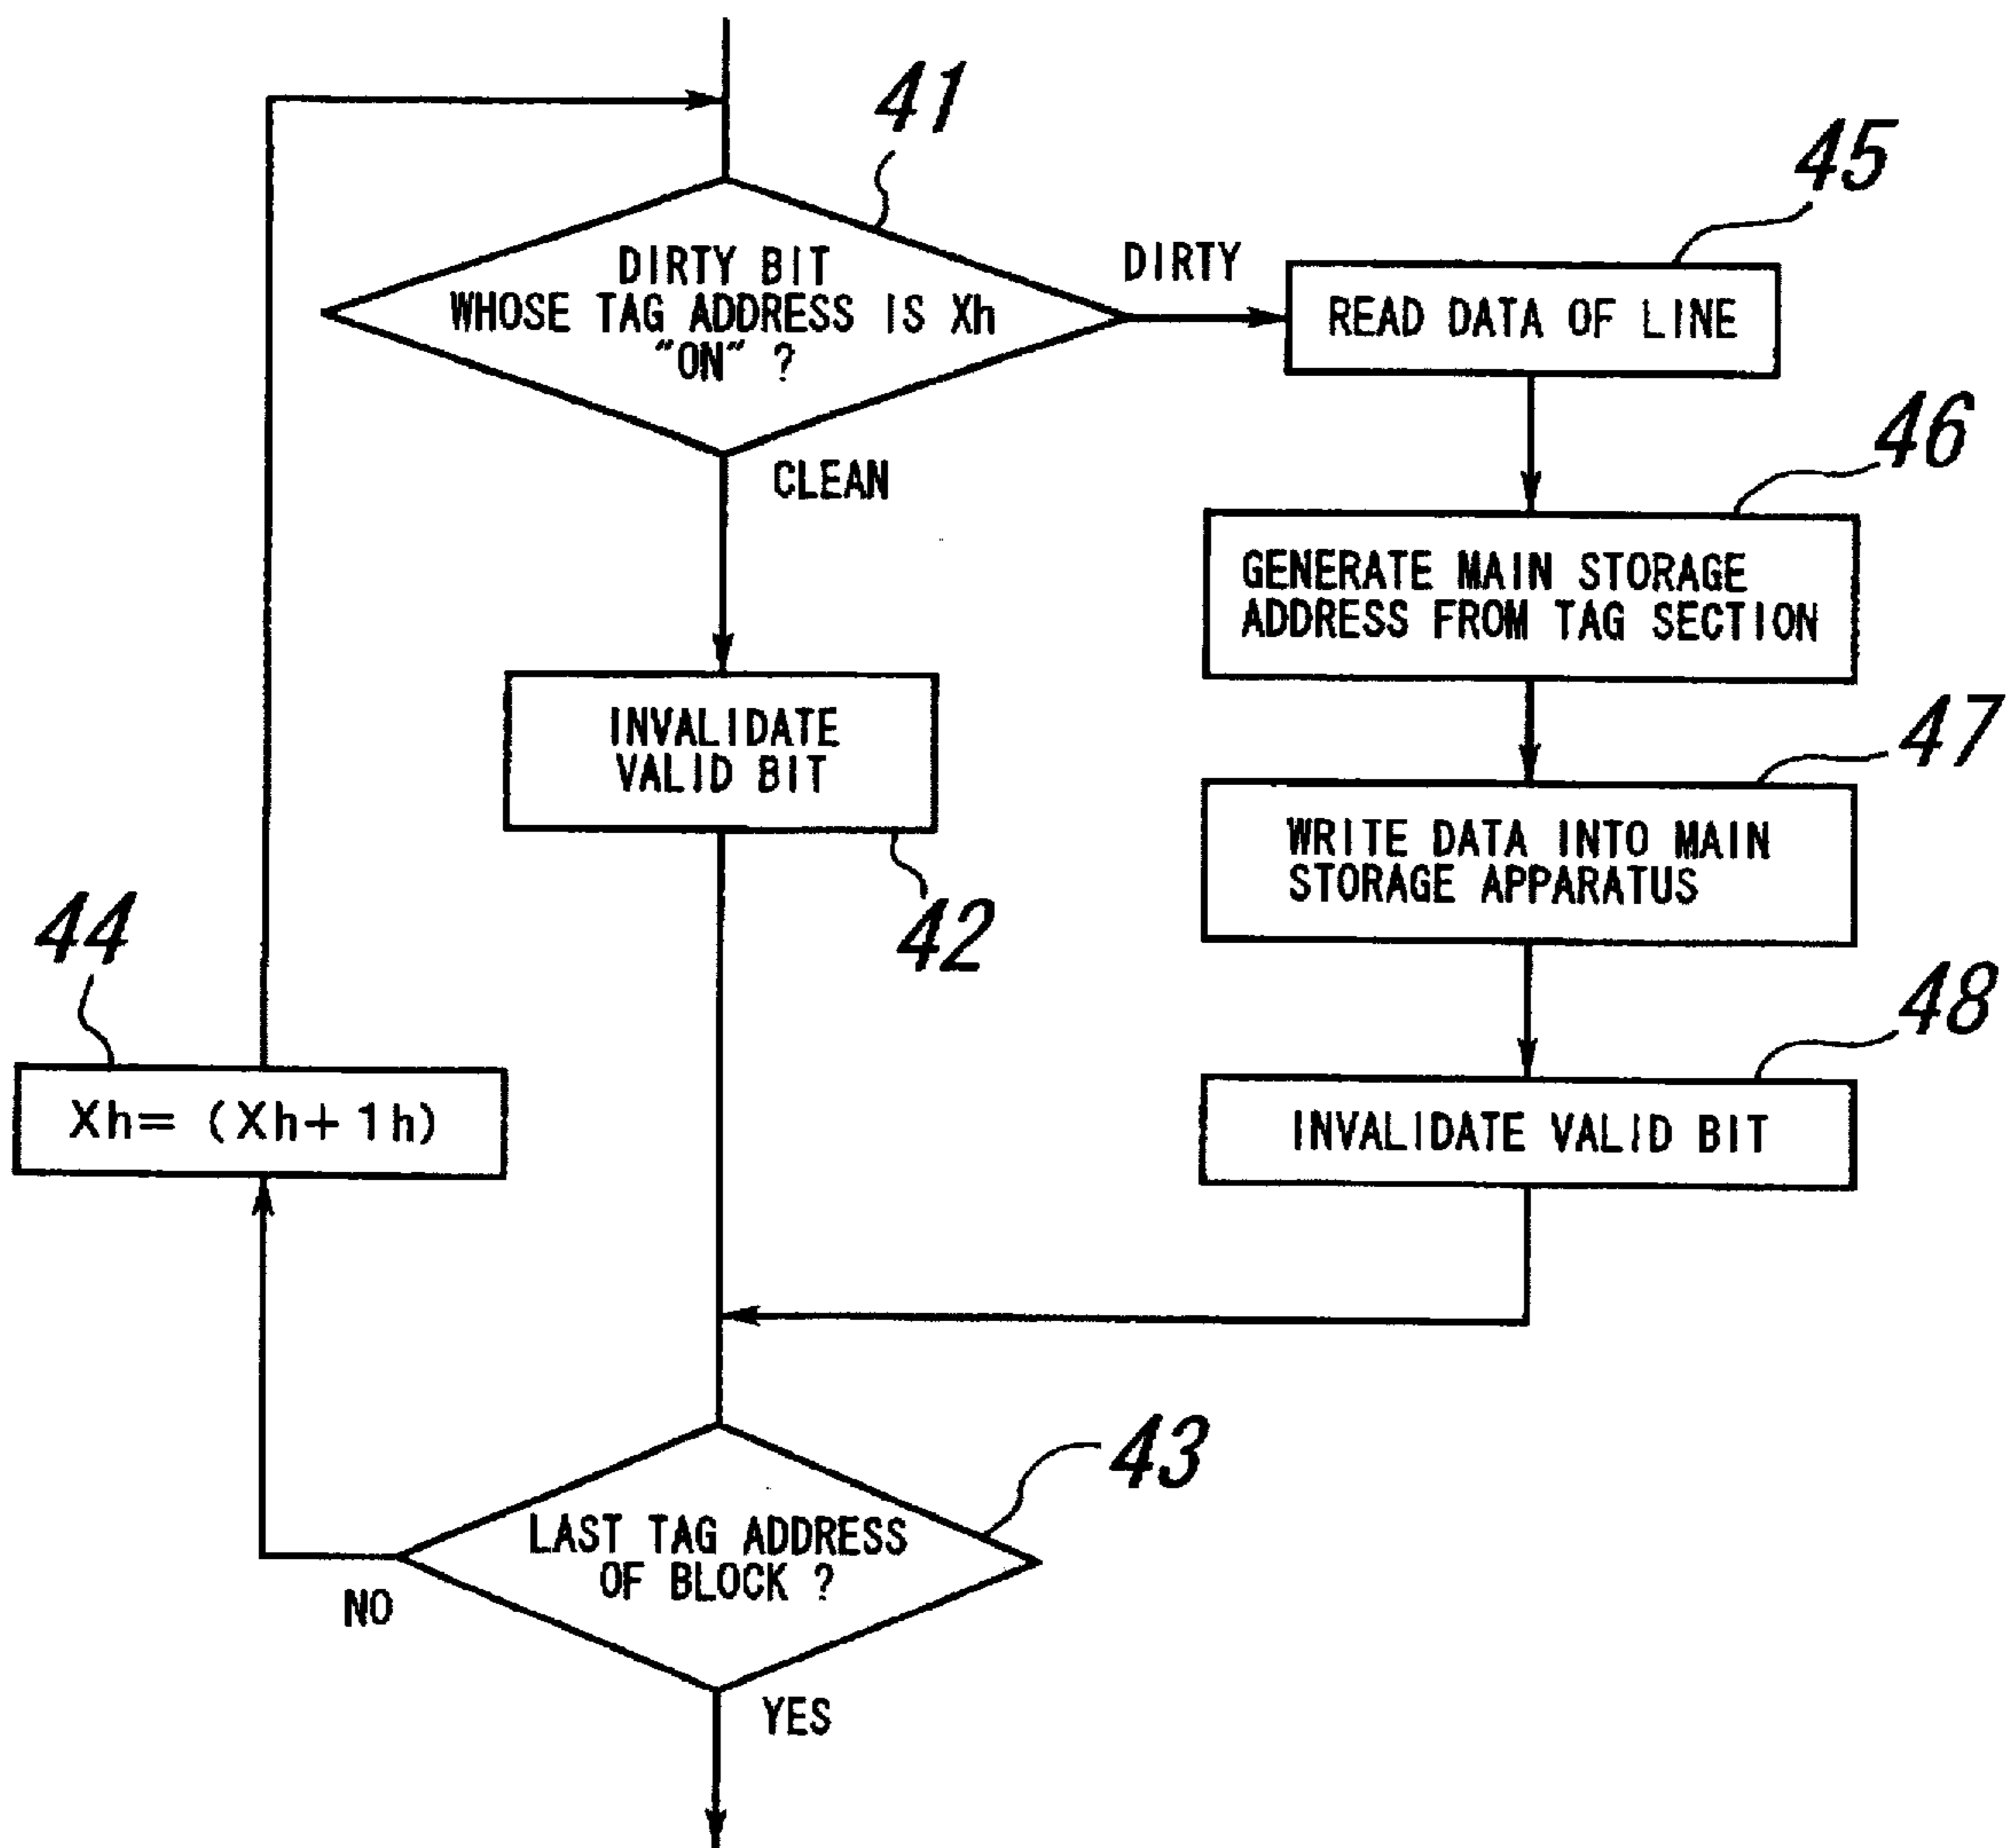 41
DIRTY BIT
WHOSE TAG ADDRESS IS Xh
"ON" ?
DIRTY
CLEAN
45
READ DATA OF LINE
46
GENERATE MAIN STORAGE
ADDRESS FROM TAG SECTION
INVALIDATE
VALID BIT
42
47
WRITE DATA INTO MAIN
STORAGE APPARATUS
44
Xh= (Xh+1h)
48
INVALIDATE VALID BIT
43
LAST TAG ADDRESS
OF BLOCK ?
NO
YES